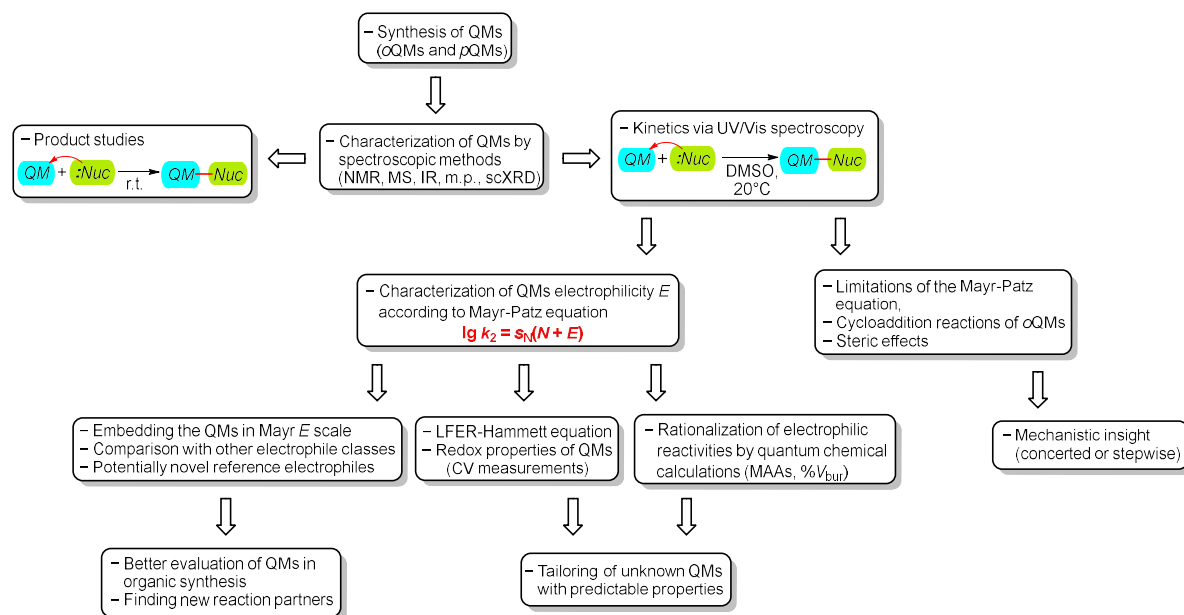 – Synthesis of QMs
(oQMs and pQMs)
– Product studies
QM + :Nuc QM Nuc
r.t.
– Characterization of QMs by
spectroscopic methods
(NMR, MS, IR, m.p., scXRD)
– Kinetics via UV/Vis spectroscopy
QM + :Nuc QM Nuc
DMSO,
20°C
– Characterization of QMs electrophilicity E
according to Mayr-Patz equation
lg k₂ = sN(N + E)
– Limitations of the Mayr-Patz
equation,
– Cycloaddition reactions of oQMs
– Steric effects
– Embedding the QMs in Mayr E scale
– Comparison with other electrophile classes
– Potentially novel reference electrophiles
– LFER-Hammett equation
– Redox properties of QMs
(CV measurements)
– Rationalization of electrophilic
reactivities by quantum chemical
calculations (MAAs, %Vbur)
– Mechanistic insight
(concerted or stepwise)
– Better evaluation of QMs in
organic synthesis
– Finding new reaction partners
– Tailoring of unknown QMs
with predictable properties